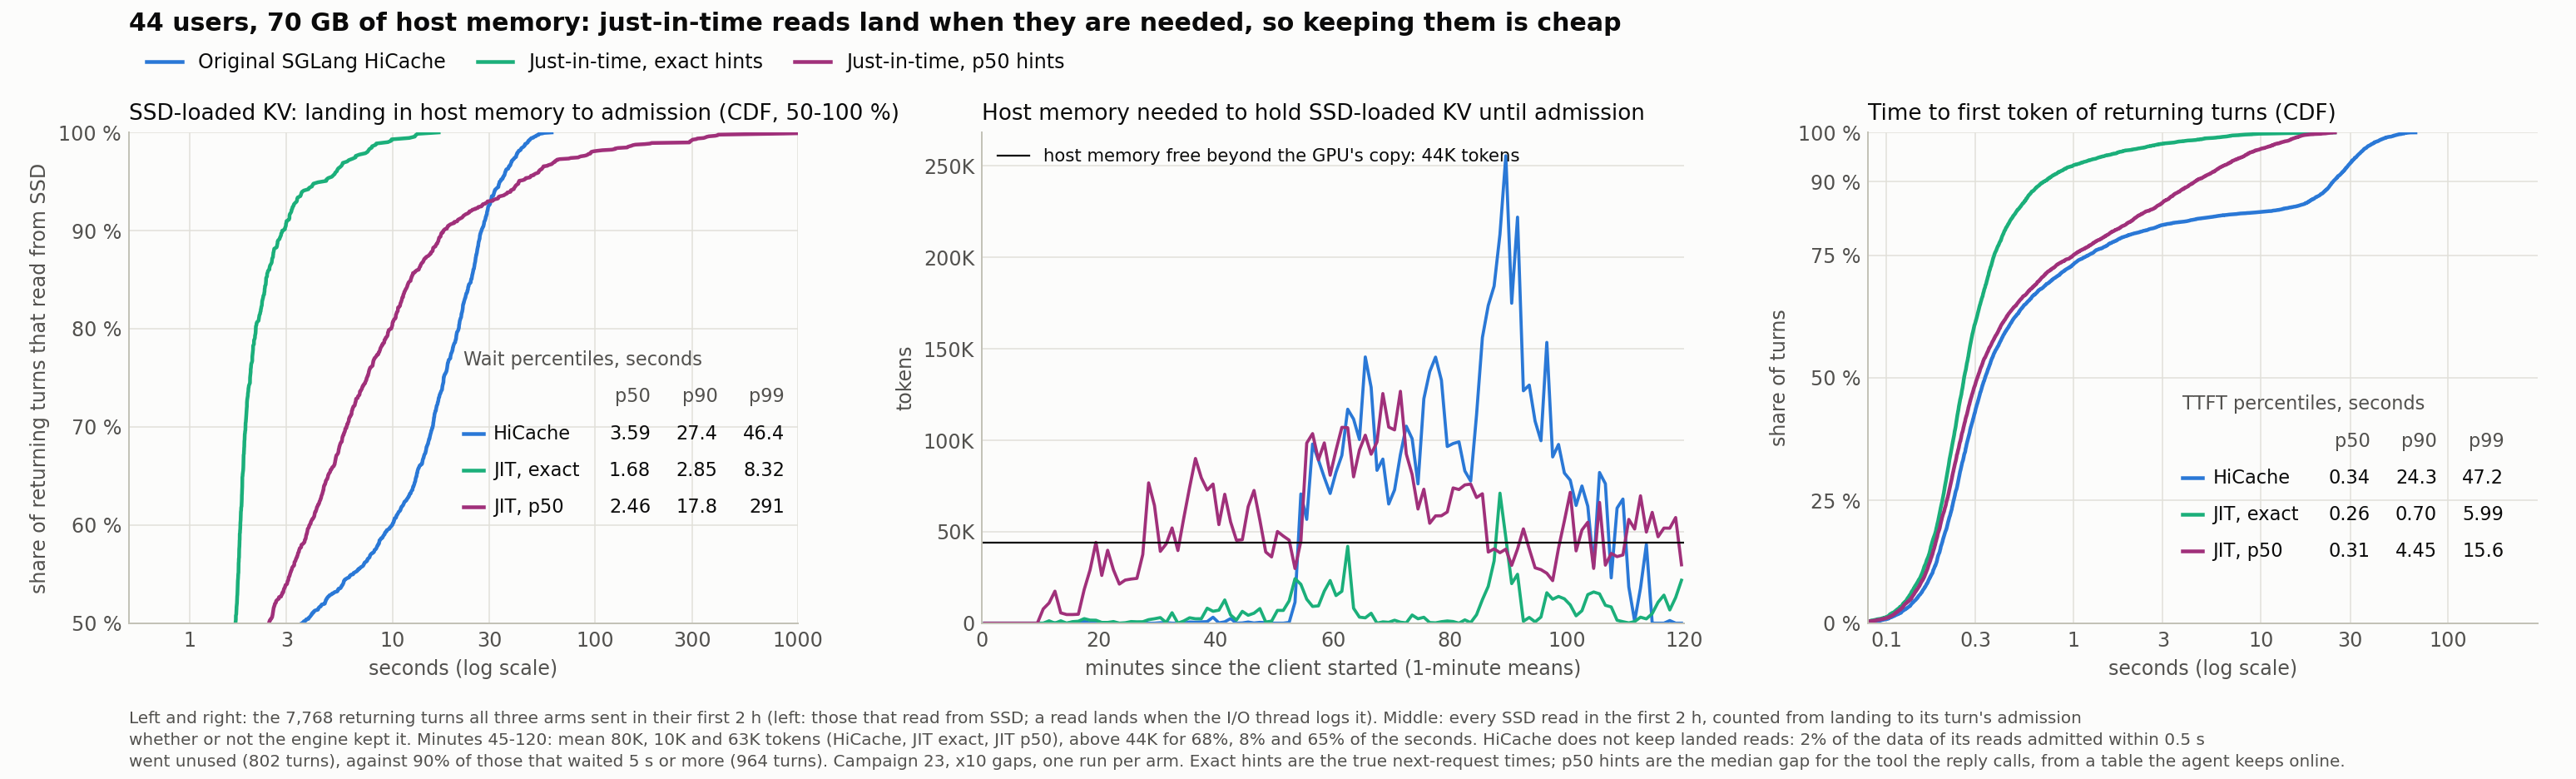 44 users, 70 GB of host memory: just-in-time reads land when they are needed, so keeping them is cheap
Original SGLang HiCache
Just-in-time, exact hints
Just-in-time, p50 hints
SSD-loaded KV: landing in host memory to admission (CDF, 50-100 %)
share of returning turns that read from SSD
100 %
90 %
80 %
70 %
60 %
50 %
Wait percentiles, seconds
p50 p90 p99
HiCache 3.59 27.4 46.4
JIT, exact 1.68 2.85 8.32
JIT, p50 2.46 17.8 291
1 3 10 30 100 300 1000
seconds (log scale)
Host memory needed to hold SSD-loaded KV until admission
host memory free beyond the GPU's copy: 44K tokens
tokens
250K
200K
150K
100K
50K
0
0 20 40 60 80 100 120
minutes since the client started (1-minute means)
Time to first token of returning turns (CDF)
share of turns
100 %
90 %
75 %
50 %
25 %
0 %
TTFT percentiles, seconds
p50 p90 p99
HiCache 0.34 24.3 47.2
JIT, exact 0.26 0.70 5.99
JIT, p50 0.31 4.45 15.6
0.1 0.3 1 3 10 30 100
seconds (log scale)
Left and right: the 7,768 returning turns all three arms sent in their first 2 h (left: those that read from SSD; a read lands when the I/O thread logs it). Middle: every SSD read in the first 2 h, counted from landing to its turn's admission
whether or not the engine kept it. Minutes 45-120: mean 80K, 10K and 63K tokens (HiCache, JIT exact, JIT p50), above 44K for 68%, 8% and 65% of the seconds. HiCache does not keep landed reads: 2% of the data of its reads admitted within 0.5 s
went unused (802 turns), against 90% of those that waited 5 s or more (964 turns). Campaign 23, x10 gaps, one run per arm. Exact hints are the true next-request times; p50 hints are the median gap for the tool the reply calls, from a table the agent keeps online.